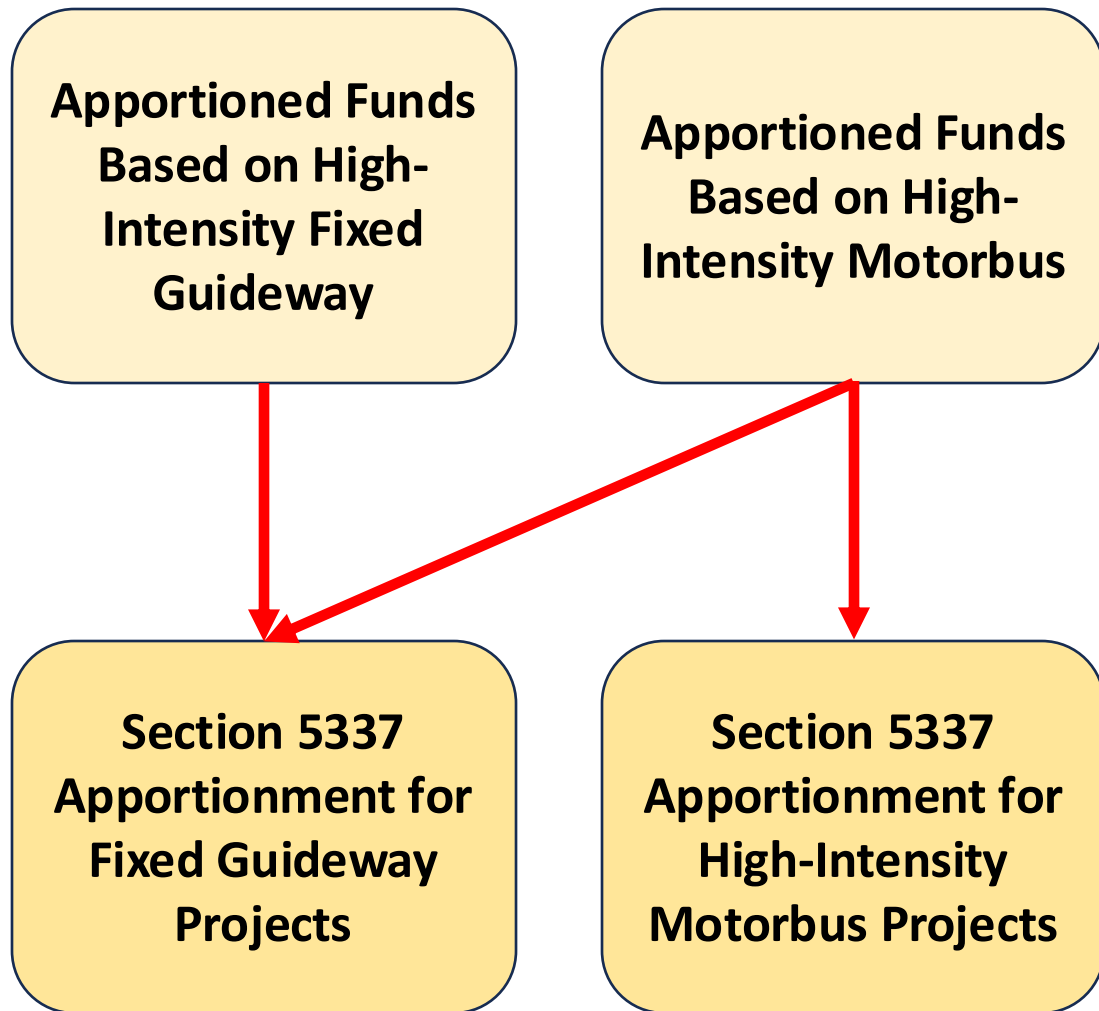 Apportioned Funds
Based on High-
Intensity Fixed
Guideway
Apportioned Funds
Based on High-
Intensity Motorbus
Section 5337
Apportionment for
Fixed Guideway
Projects
Section 5337
Apportionment for
High-Intensity
Motorbus Projects